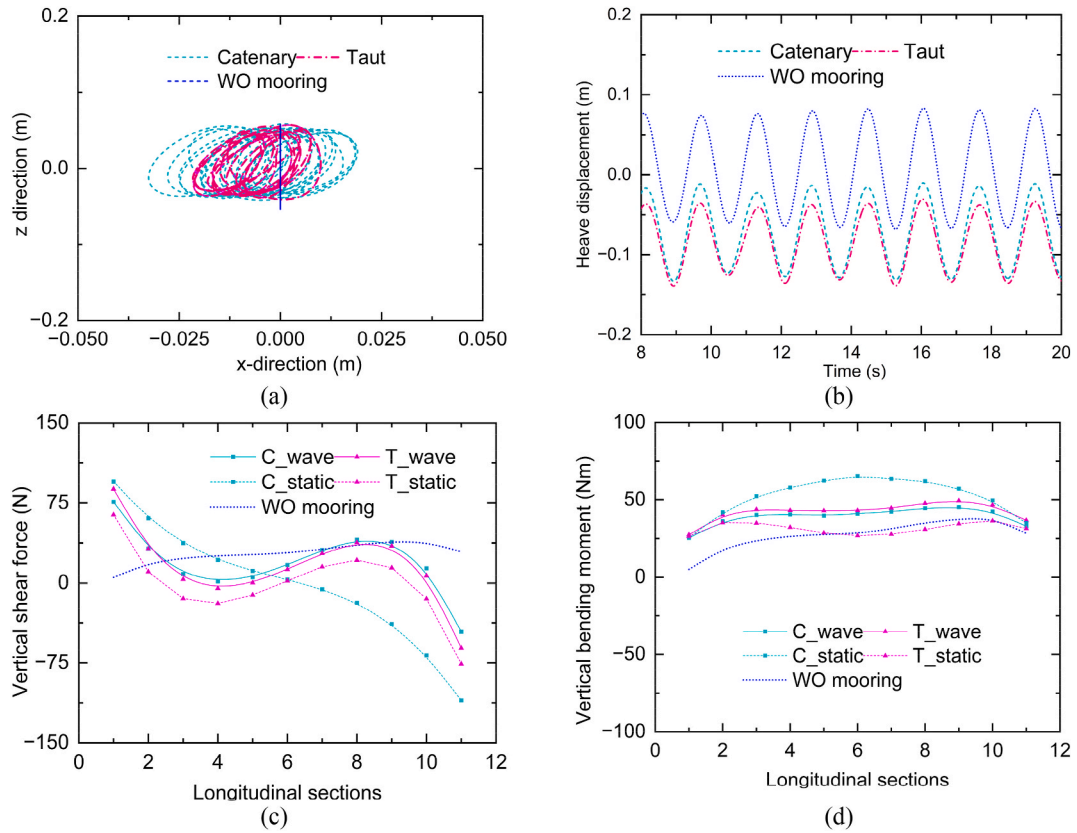 0.2
0.0
−0.2
z direction (m)
Catenary
Taut
WO mooring
−0.050
−0.025
0.000
0.025
0.050
x-direction (m)
(a)
0.2
0.1
0.0
−0.1
−0.2
Heave displacement (m)
Catenary
Taut
WO mooring
8
10
12
14
16
18
20
Time (s)
(b)
150
75
0
−75
−150
Vertical shear force (N)
C_wave
T_wave
C_static
T_static
WO mooring
0
2
4
6
8
10
12
Longitudinal sections
(c)
100
50
0
−50
−100
Vertical bending moment (Nm)
C_wave
T_wave
C_static
T_static
WO mooring
0
2
4
6
8
10
12
Longitudinal sections
(d)